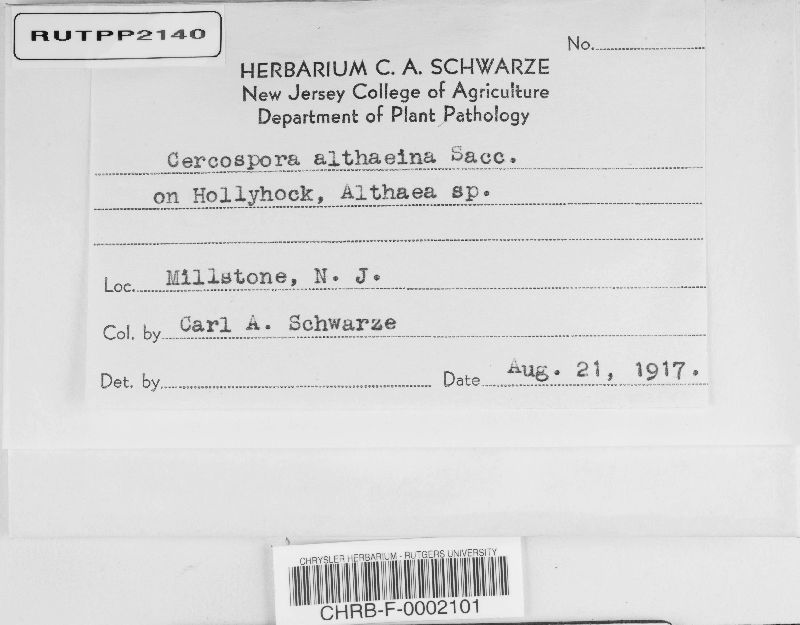 RUTPP2140
No.
HERBARIUM C. A. SCHWARZE
New Jersey College of Agriculture
Department of Plant Pathology
Cercospora althaeina Sacc.
on Hollyhock, Althaea sp.
Loc. Millstone, N. J.
Col. by Carl A. Schwarze
Det. by Date Aug. 21, 1917.
CHRYSLER HERBARIUM - RUTGERS UNIVERSITY
CHRB-F-0002101